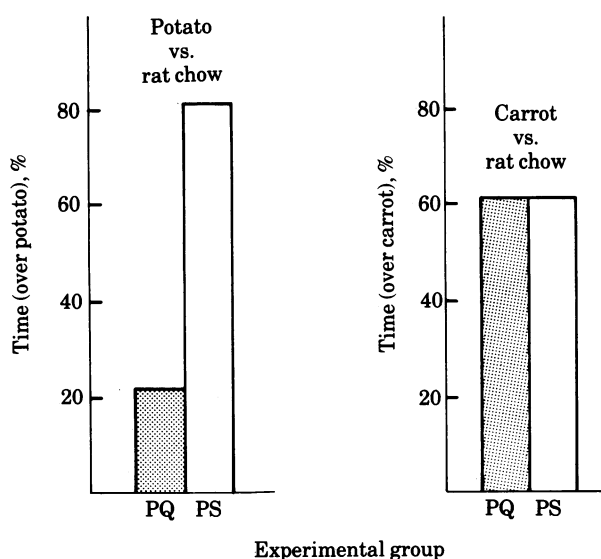 Potato
vs.
rat chow
80
60
40
20
Time (over potato), %
PQ PS
Carrot
vs.
rat chow
80
60
40
20
Time (over carrot), %
PQ PS
Experimental group